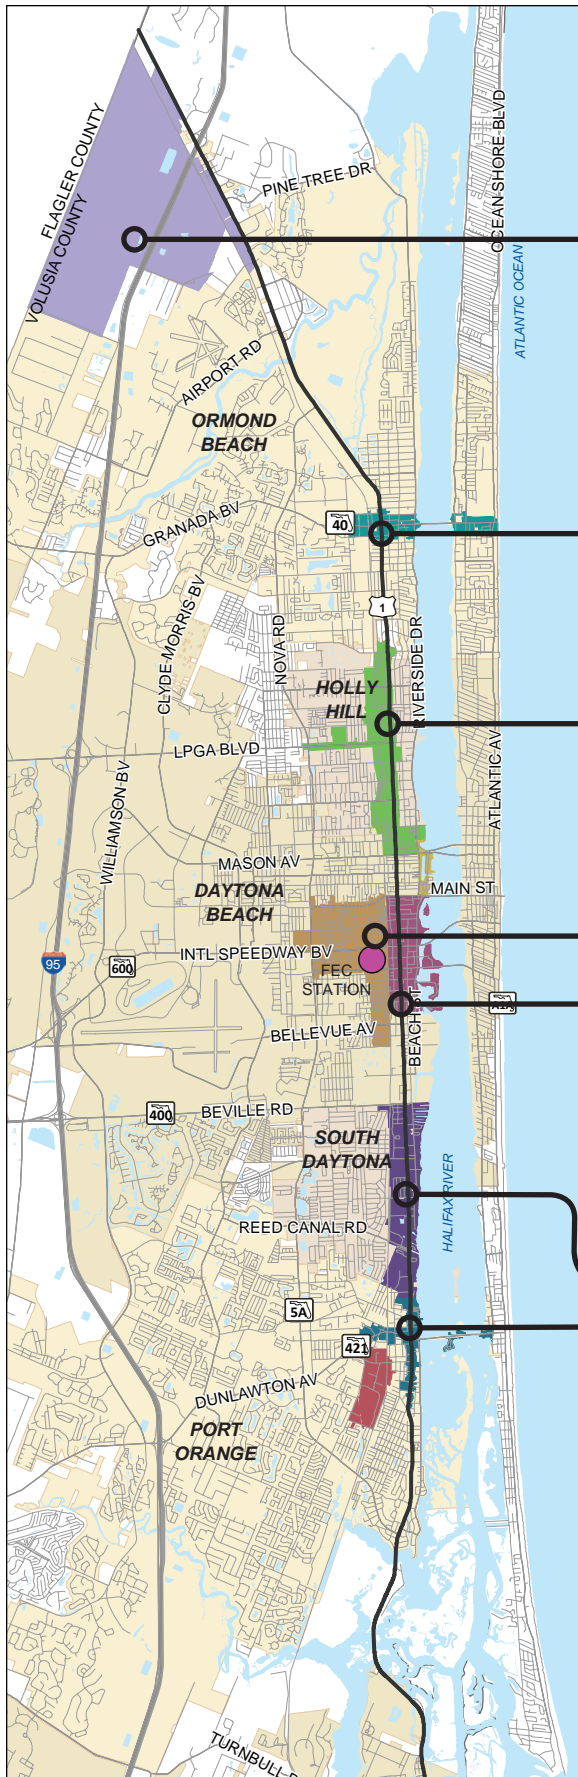 OCEAN SHORE BLVD
FLAGLER COUNTY
PINE TREE DR
VOLUSIA COUNTY
ATLANTIC OCEAN
AIRPORT RD
ORMOND
BEACH
GRANADA BV
40
CLYDE MORRIS BV
1
NOVA RD
RIVERSIDE DR
HOLLY
HILL
LPGA BLVD
ATLANTIC AV
WILLIAMSON BV
MASON AV
DAYTONA
BEACH
MAIN ST
INTL SPEEDWAY BV
95
600
FEC
STATION
BEACH ST
A1A
BELLEVUE AV
400
BEVILLE RD
SOUTH
DAYTONA
HALIFAX RIVER
REED CANAL RD
5A
421
DUNLAWTON AV
PORT
ORANGE
TURNBULL